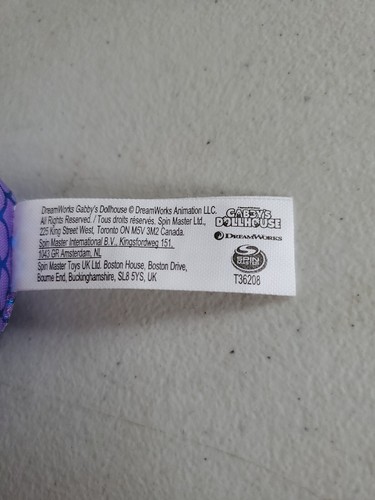 DreamWorks Gabby's Dollhouse © DreamWorks Animation LLC.
All Rights Reserved. / Tous droits réservés. Spin Master Ltd.,
225 King Street West, Toronto ON M5V 3M2 Canada.
Spin Master International B.V., Kingsfordweg 151,
1043 GR Amsterdam, NL
Spin Master Toys UK Ltd. Boston House, Boston Drive,
Bourne End, Buckinghamshire, SL8 5YS, UK
GABBY'S
DOLLHOUSE
DREAMWORKS
SPIN
MASTER
T36208